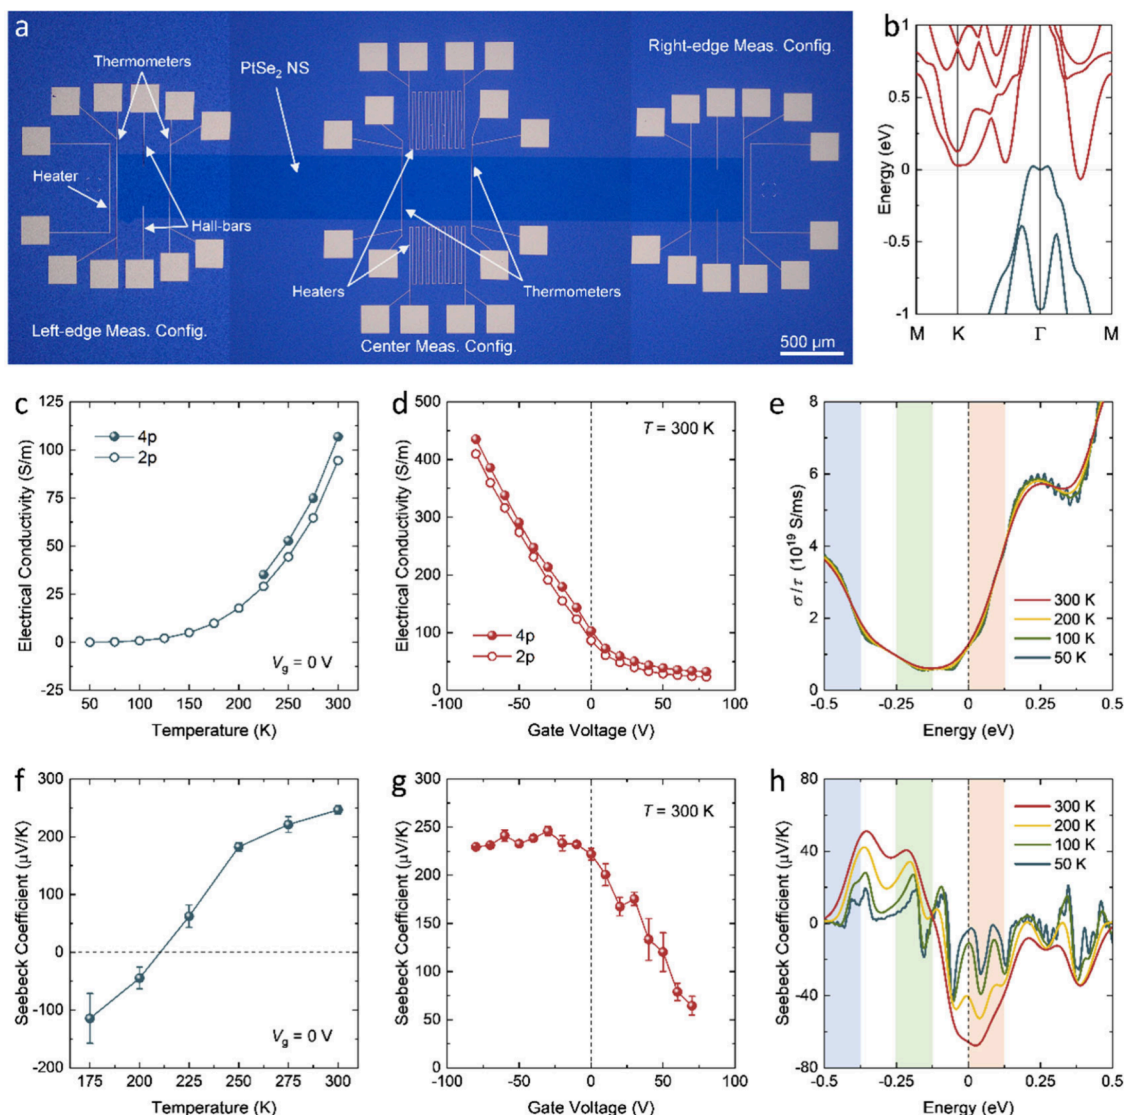 a
Thermometers
PtSe₂ NS
Right-edge Meas. Config.
Heater
Hall-bars
Heaters
Thermometers
Left-edge Meas. Config.
Center Meas. Config.
500 µm
b
1
0.5
0
-0.5
-1
Energy (eV)
M K Γ M
c
125
100
75
50
25
0
-25
Electrical Conductivity (S/m)
4p
2p
Vg = 0 V
50 100 150 200 250 300
Temperature (K)
d
500
400
300
200
100
0
Electrical Conductivity (S/m)
T = 300 K
4p
2p
-100 -50 0 50 100
Gate Voltage (V)
e
8
6
4
2
0
σ/τ (10¹⁹ S/ms)
300 K
200 K
100 K
50 K
-0.5 -0.25 0 0.25 0.5
Energy (eV)
f
300
200
100
0
-100
-200
Seebeck Coefficient (µV/K)
Vg = 0 V
175 200 225 250 275 300
Temperature (K)
g
300
250
200
150
100
50
0
Seebeck Coefficient (µV/K)
T = 300 K
-100 -50 0 50 100
Gate Voltage (V)
h
80
40
0
-40
-80
Seebeck Coefficient (µV/K)
300 K
200 K
100 K
50 K
-0.5 -0.25 0 0.25 0.5
Energy (eV)